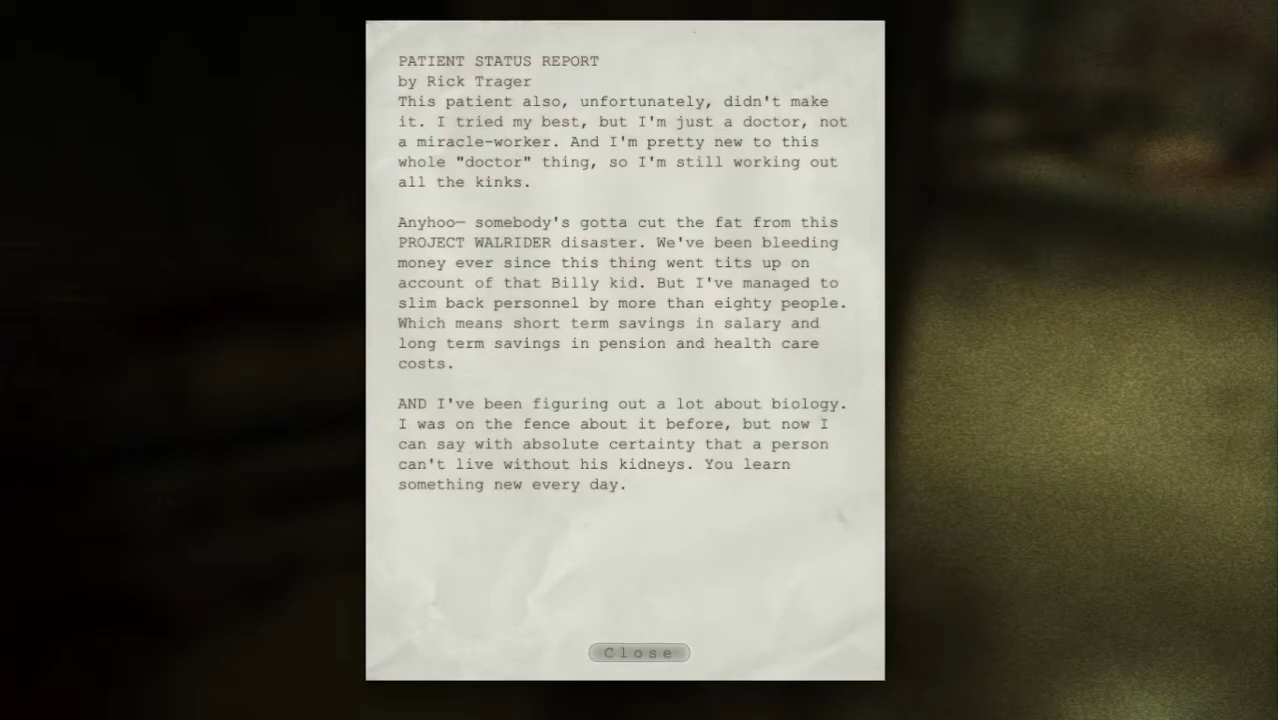 PATIENT STATUS REPORT
by Rick Trager
This patient also, unfortunately, didn't make
it. I tried my best, but I'm just a doctor, not
a miracle-worker. And I'm pretty new to this
whole "doctor" thing, so I'm still working out
all the kinks.
Anyhoo— somebody's gotta cut the fat from this
PROJECT WALRIDER disaster. We've been bleeding
money ever since this thing went tits up on
account of that Billy kid. But I've managed to
slim back personnel by more than eighty people.
Which means short term savings in salary and
long term savings in pension and health care
costs.
AND I've been figuring out a lot about biology.
I was on the fence about it before, but now I
can say with absolute certainty that a person
can't live without his kidneys. You learn
something new every day.
Close